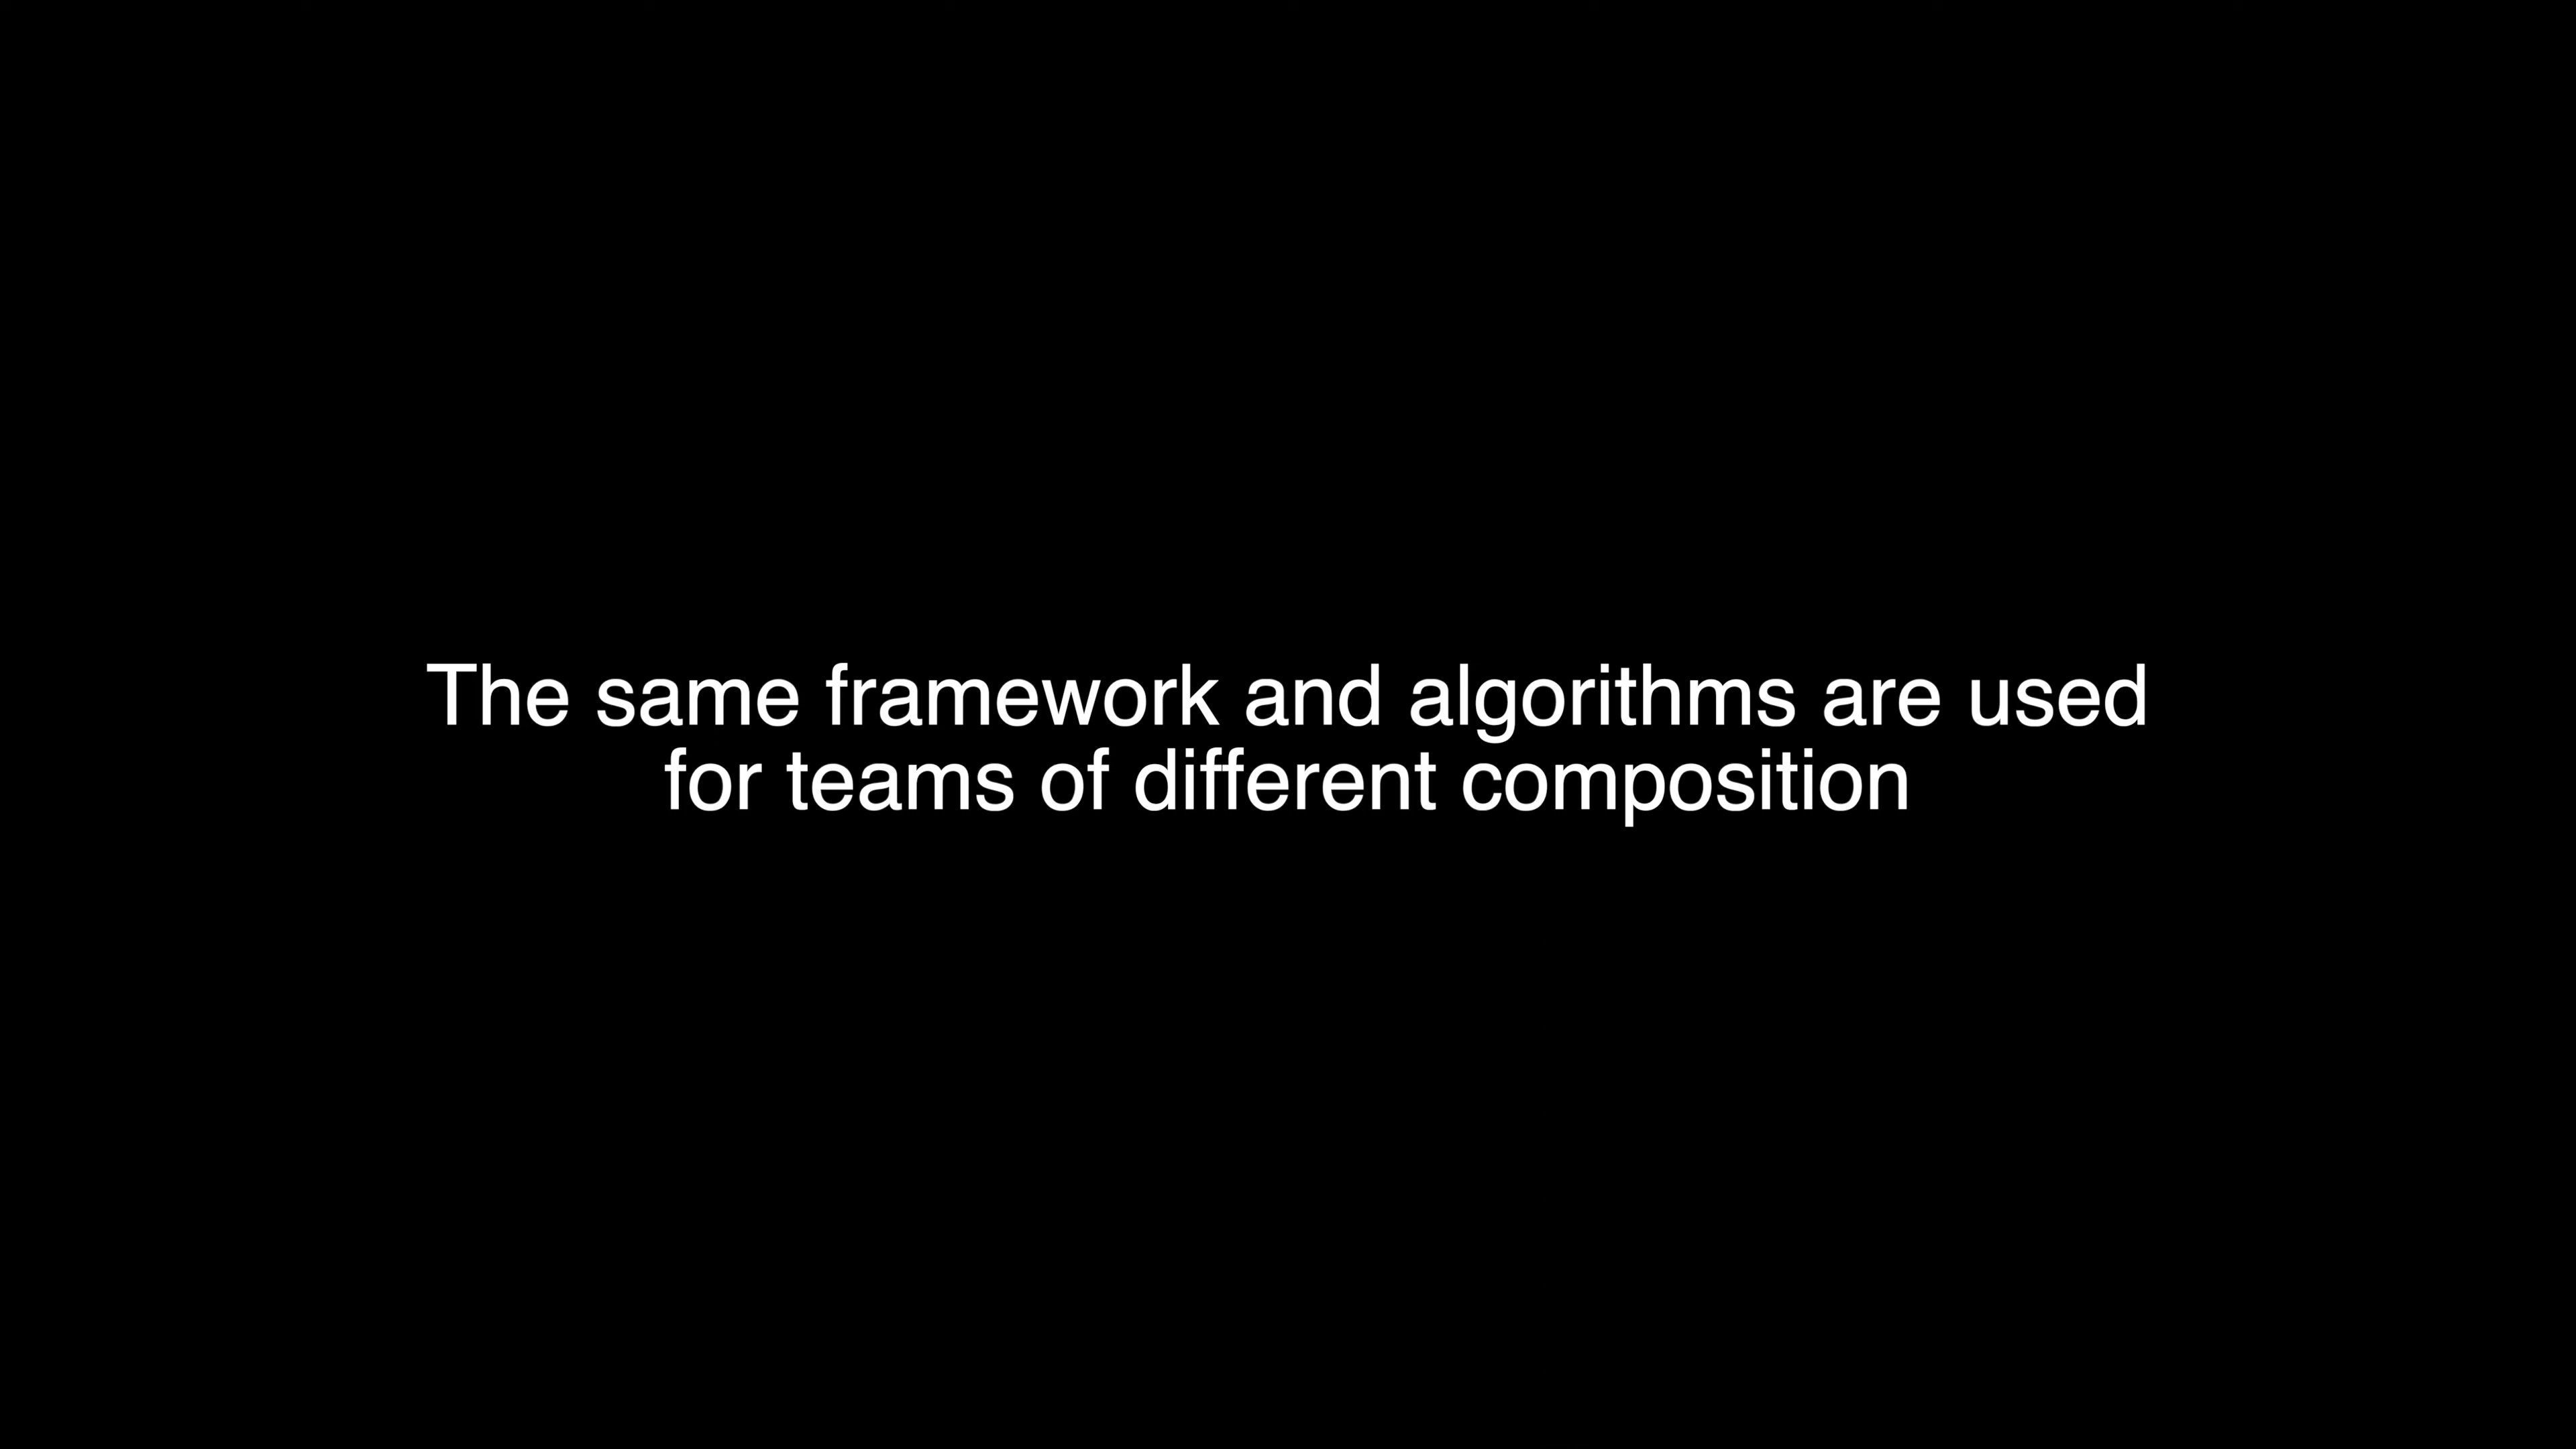 The same framework and algorithms are used
for teams of different composition